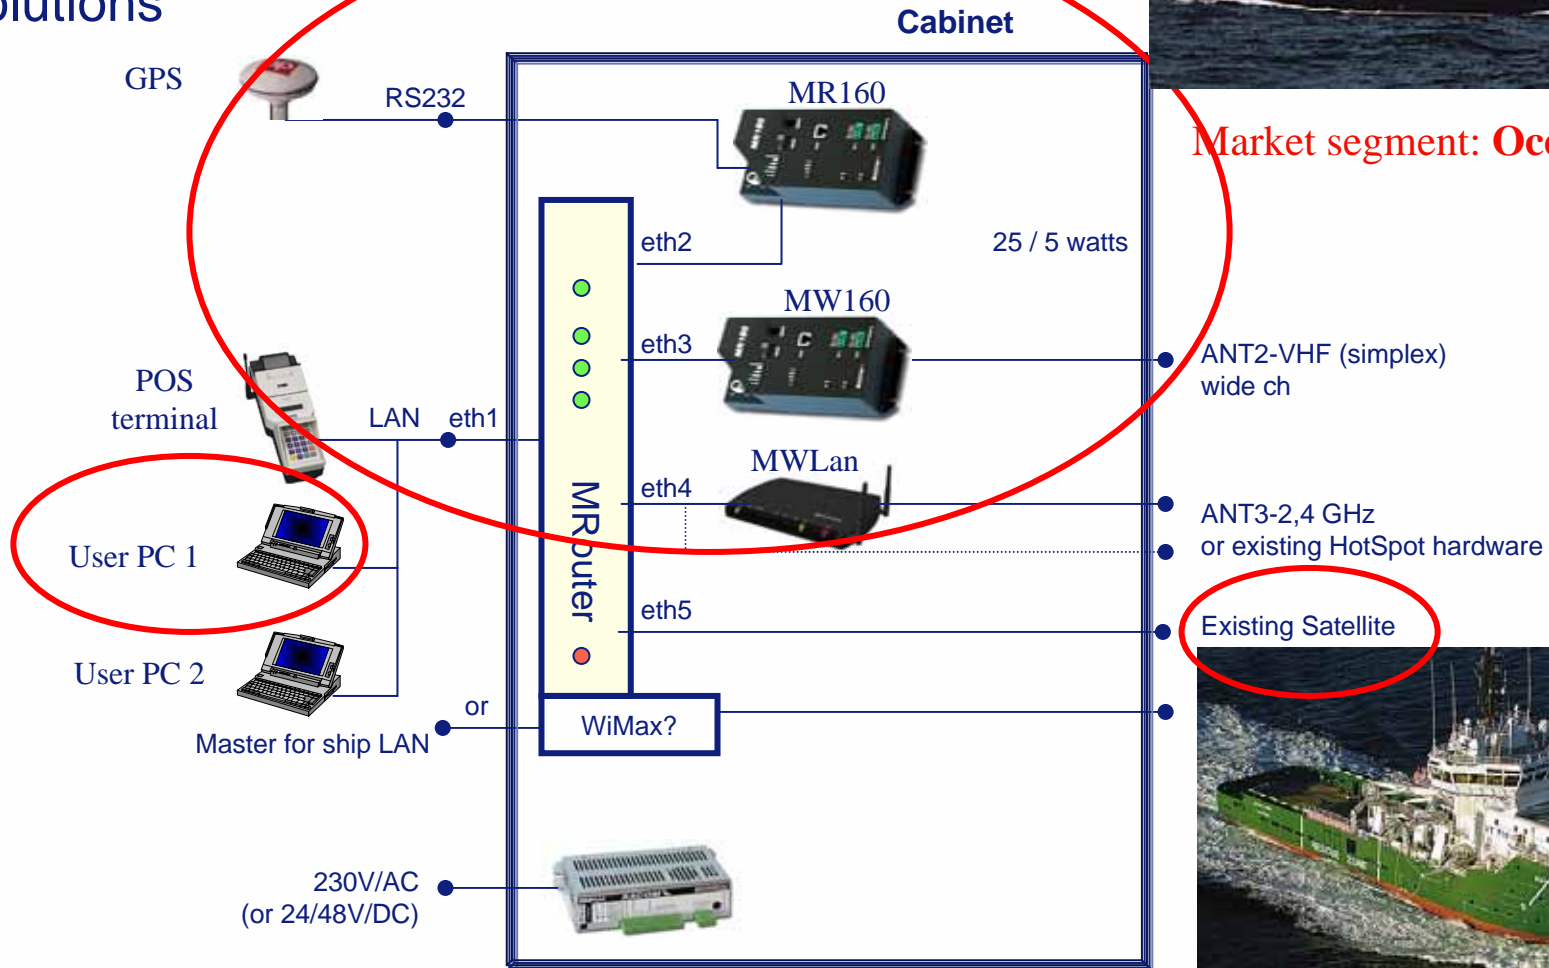 Cabinet
GPS
RS232
MR160
Market segment:
eth2
25 / 5 watts
MW160
eth3
ANT2-VHF (simplex)
wide ch
POS
terminal
LAN
eth1
MWLan
eth4
MRouter
ANT3-2,4 GHz
or existing HotSpot hardware
User PC 1
eth5
Existing Satellite
User PC 2
or
WiMax?
Master for ship LAN
230V/AC
(or 24/48V/DC)